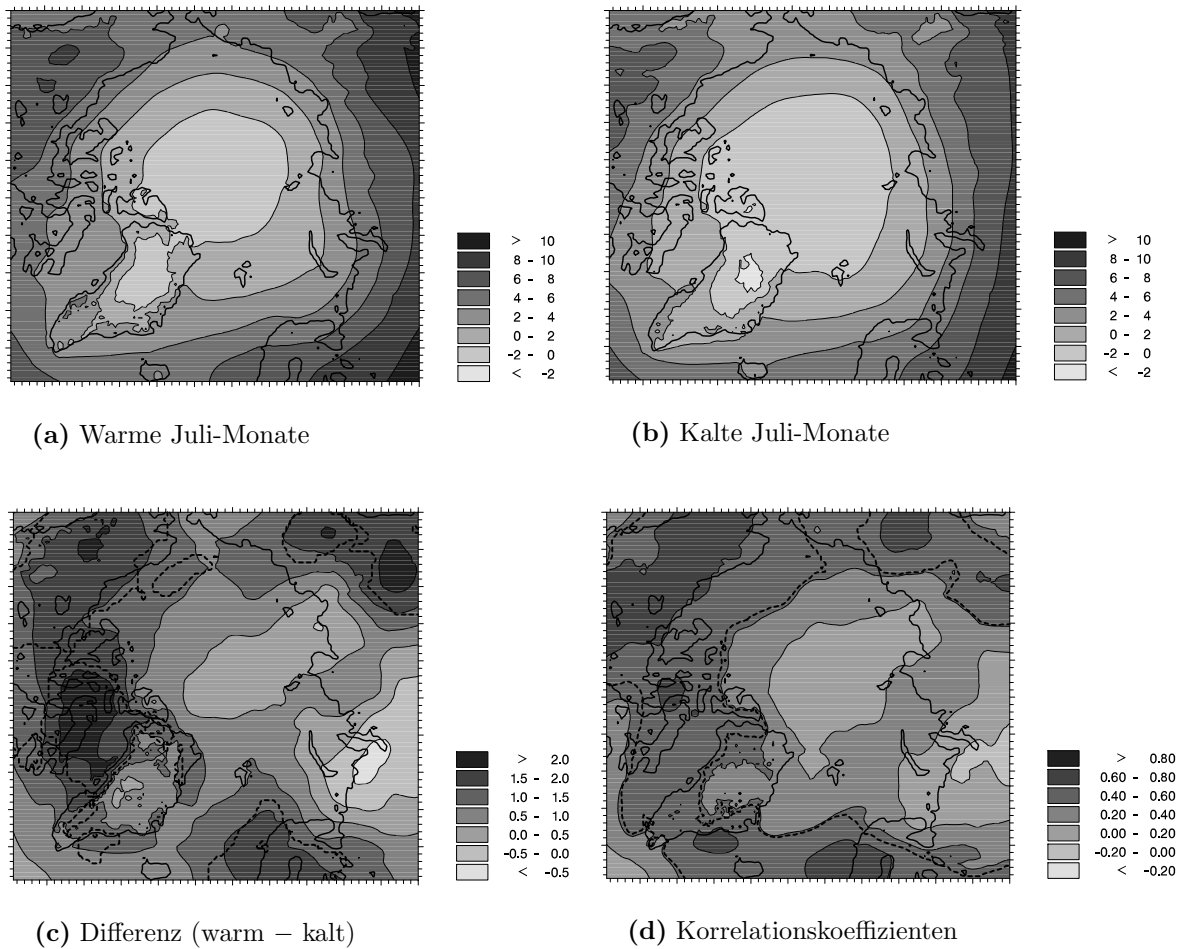 > 10
8 - 10
6 - 8
4 - 6
2 - 4
0 - 2
-2 - 0
< -2
> 10
8 - 10
6 - 8
4 - 6
2 - 4
0 - 2
-2 - 0
< -2
(a) Warme Juli-Monate
(b) Kalte Juli-Monate
> 2.0
1.5 - 2.0
1.0 - 1.5
0.5 - 1.0
0.0 - 0.5
-0.5 - 0.0
< -0.5
> 0.80
0.60 - 0.80
0.40 - 0.60
0.20 - 0.40
0.00 - 0.20
-0.20 - 0.00
< -0.20
(c) Differenz (warm − kalt)
(d) Korrelationskoeffizienten